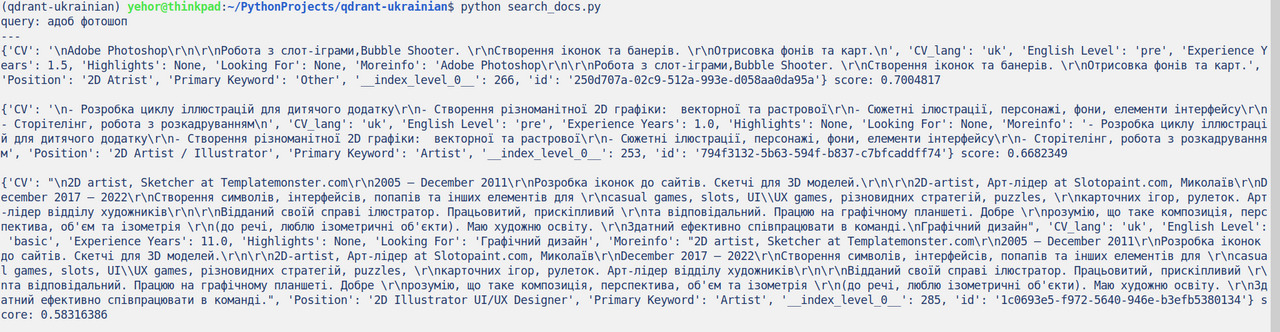 (qdrant-ukrainian) yehor@thinkpad:~/PythonProjects/qdrant-ukrainian$ python search_docs.py
query: адоб фотошоп
---
{'CV': '\nAdobe Photoshop\r\n\r\nРобота з слот-іграми,Bubble Shooter. \r\nСтворення іконок та банерів. \r\nОтрисовка фонів та карт.\n', 'CV_lang': 'uk', 'English Level': 'pre', 'Experience Y
ears': 1.5, 'Highlights': None, 'Looking For': None, 'Moreinfo': 'Adobe Photoshop\r\n\r\nРобота з слот-іграми,Bubble Shooter. \r\nСтворення іконок та банерів. \r\nОтрисовка фонів та карт.',
'Position': '2D Atrist', 'Primary Keyword': 'Other', '__index_level_0__': 266, 'id': '250d707a-02c9-512a-993e-d058aa0da95a'} score: 0.7004817
{'CV': '\n- Розробка циклу ілюстрацій для дитячого додатку\r\n- Створення різноманітної 2D графіки:  векторної та растрової\r\n- Сюжетні ілюстрації, персонажі, фони, елементи інтерфейсу\r\n
- Сторітелінг, робота з розкадруванням\n', 'CV_lang': 'uk', 'English Level': 'pre', 'Experience Years': 1.0, 'Highlights': None, 'Looking For': None, 'Moreinfo': '- Розробка циклу ілюстраці
й для дитячого додатку\r\n- Створення різноманітної 2D графіки:  векторної та растрової\r\n- Сюжетні ілюстрації, персонажі, фони, елементи інтерфейсу\r\n- Сторітелінг, робота з розкадрування
м', 'Position': '2D Artist / Illustrator', 'Primary Keyword': 'Artist', '__index_level_0__': 253, 'id': '794f3132-5b63-594f-b837-c7bfcaddff74'} score: 0.6682349
{'CV': "\n2D artist, Sketcher at Templatemonster.com\r\n2005 — December 2011\r\nРозробка іконок до сайтів. Скетчі для 3D моделей.\r\n\r\n2D-artist, Арт-лідер at Slotopaint.com, Миколаїв\r\nD
ecember 2017 — 2022\r\nСтворення символів, інтерфейсів, попапів та інших елементів для \r\ncasual games, slots, UI\\UX games, різновидних стратегій, puzzles, \r\nкарточних ігор, рулеток. Арт
-лідер відділу художників\r\n\r\nВідданий своїй справі ілюстратор. Працьовитий, прискіпливий \r\nта відповідальний. Працюю на графічному планшеті. Добре \r\nрозумію, що таке композиція, перс
пектива, об'єм та ізометрія \r\n(до речі, люблю ізометричні об'єкти). Маю художню освіту. \r\nЗдатний ефективно співпрацювати в команді.\nГрафічний дизайн", 'CV_lang': 'uk', 'English Level':
'basic', 'Experience Years': 11.0, 'Highlights': None, 'Looking For': 'Графічний дизайн', 'Moreinfo': "2D artist, Sketcher at Templatemonster.com\r\n2005 — December 2011\r\nРозробка іконок
до сайтів. Скетчі для 3D моделей.\r\n\r\n2D-artist, Арт-лідер at Slotopaint.com, Миколаїв\r\nDecember 2017 — 2022\r\nСтворення символів, інтерфейсів, попапів та інших елементів для \r\ncasua
l games, slots, UI\\UX games, різновидних стратегій, puzzles, \r\nкарточних ігор, рулеток. Арт-лідер відділу художників\r\n\r\nВідданий своїй справі ілюстратор. Працьовитий, прискіпливий \r\
nта відповідальний. Працюю на графічному планшеті. Добре \r\nрозумію, що таке композиція, перспектива, об'єм та ізометрія \r\n(до речі, люблю ізометричні об'єкти). Маю художню освіту. \r\nЗд
атний ефективно співпрацювати в команді.", 'Position': '2D Illustrator UI/UX Designer', 'Primary Keyword': 'Artist', '__index_level_0__': 285, 'id': '1c0693e5-f972-5640-946e-b3efb5380134'} s
core: 0.58316386